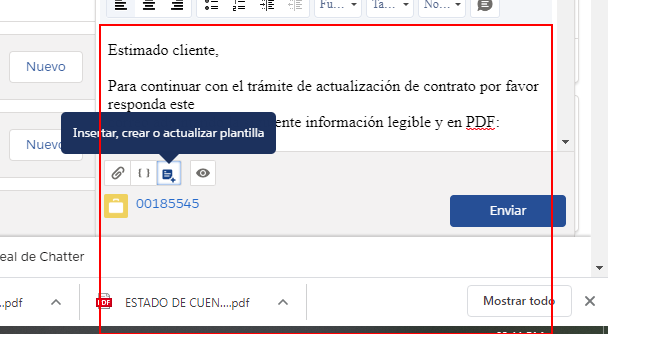 Fu...
Ta...
No...
Nuevo
Estimado cliente,
Para continuar con el trámite de actualización de contrato por favor
responda este
Insertar, crear o actualizar plantilla
ente información legible y en PDF:
Nuevo
00185545
Enviar
eal de Chatter
..pdf
PDF
ESTADO DE CUEN....pdf
Mostrar todo